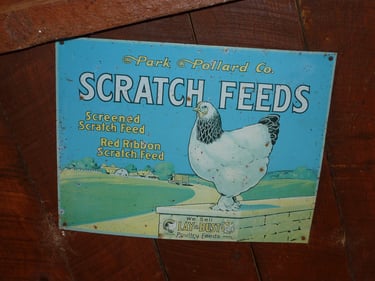 Park & Pollard Co.
SCRATCH FEEDS
Screened
Scratch Feed
Red Ribbon
Scratch Feed
We Sell
LAY or BUST
Poultry Feeds